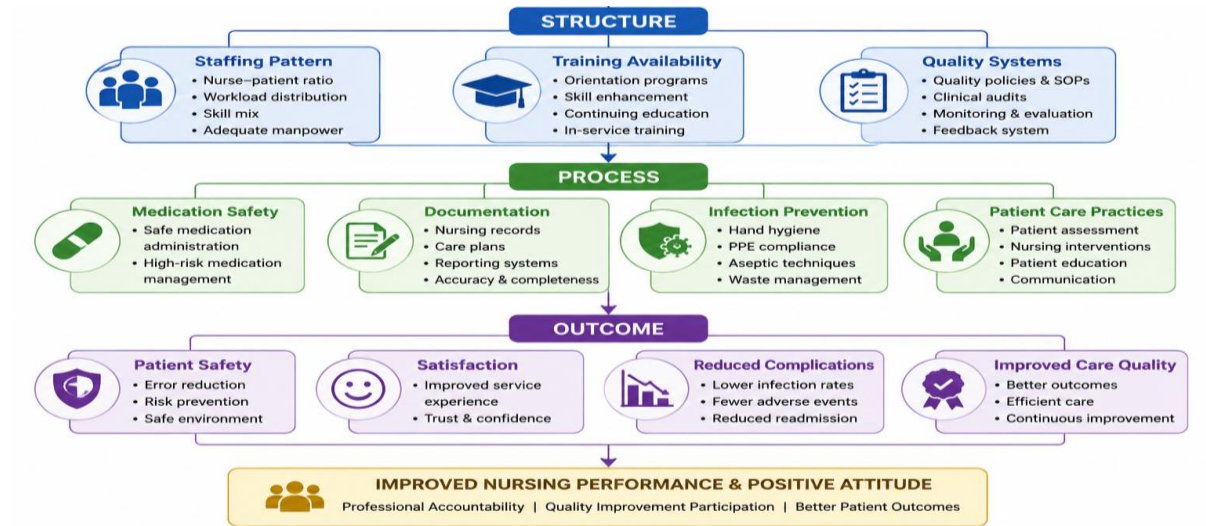 STRUCTURE
Staffing Pattern
• Nurse–patient ratio
• Workload distribution
• Skill mix
• Adequate manpower
Training Availability
• Orientation programs
• Skill enhancement
• Continuing education
• In-service training
Quality Systems
• Quality policies & SOPs
• Clinical audits
• Monitoring & evaluation
• Feedback system
PROCESS
Medication Safety
• Safe medication
administration
• High-risk medication
management
Documentation
• Nursing records
• Care plans
• Reporting systems
• Accuracy & completeness
Infection Prevention
• Hand hygiene
• PPE compliance
• Aseptic techniques
• Waste management
Patient Care Practices
• Patient assessment
• Nursing interventions
• Patient education
• Communication
OUTCOME
Patient Safety
• Error reduction
• Risk prevention
• Safe environment
Satisfaction
• Improved service
experience
• Trust & confidence
Reduced Complications
• Lower infection rates
• Fewer adverse events
• Reduced readmission
Improved Care Quality
• Better outcomes
• Efficient care
• Continuous improvement
IMPROVED NURSING PERFORMANCE & POSITIVE ATTITUDE
Professional Accountability | Quality Improvement Participation | Better Patient Outcomes